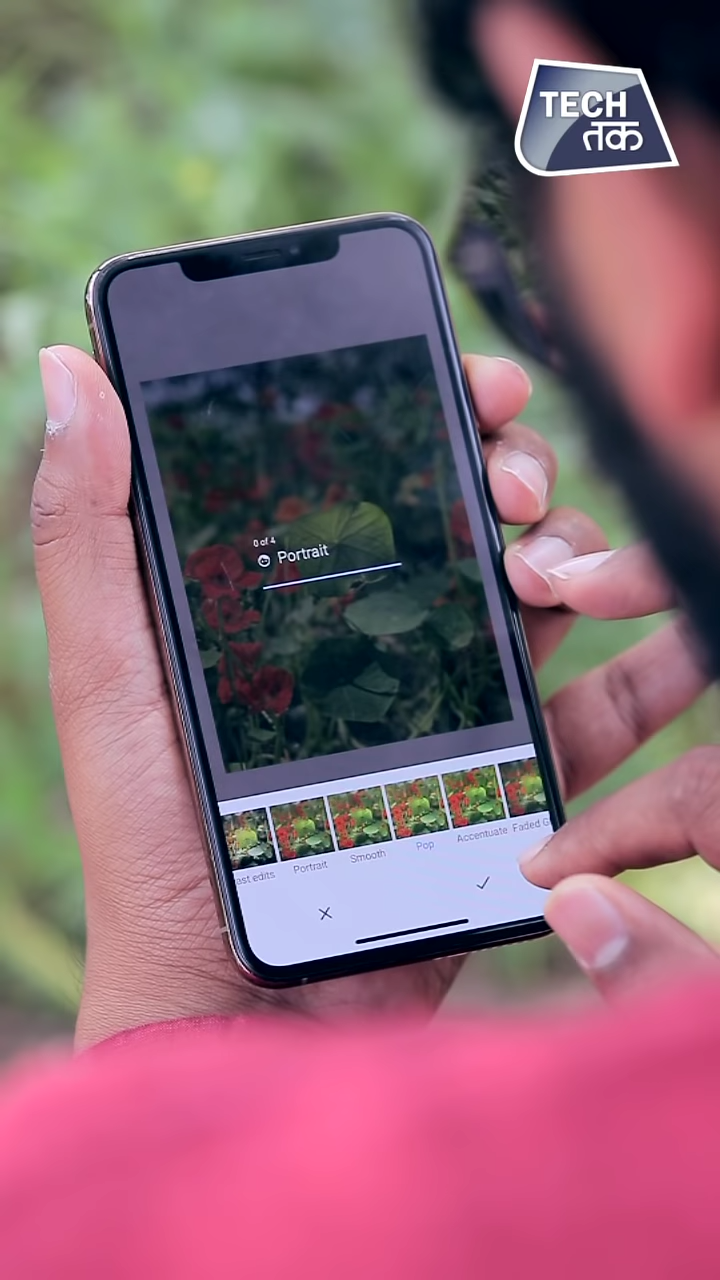 TECH
तक
0 of 4
Portrait
ast edits
Portrait
Smooth
Pop
Accentuate
Faded G